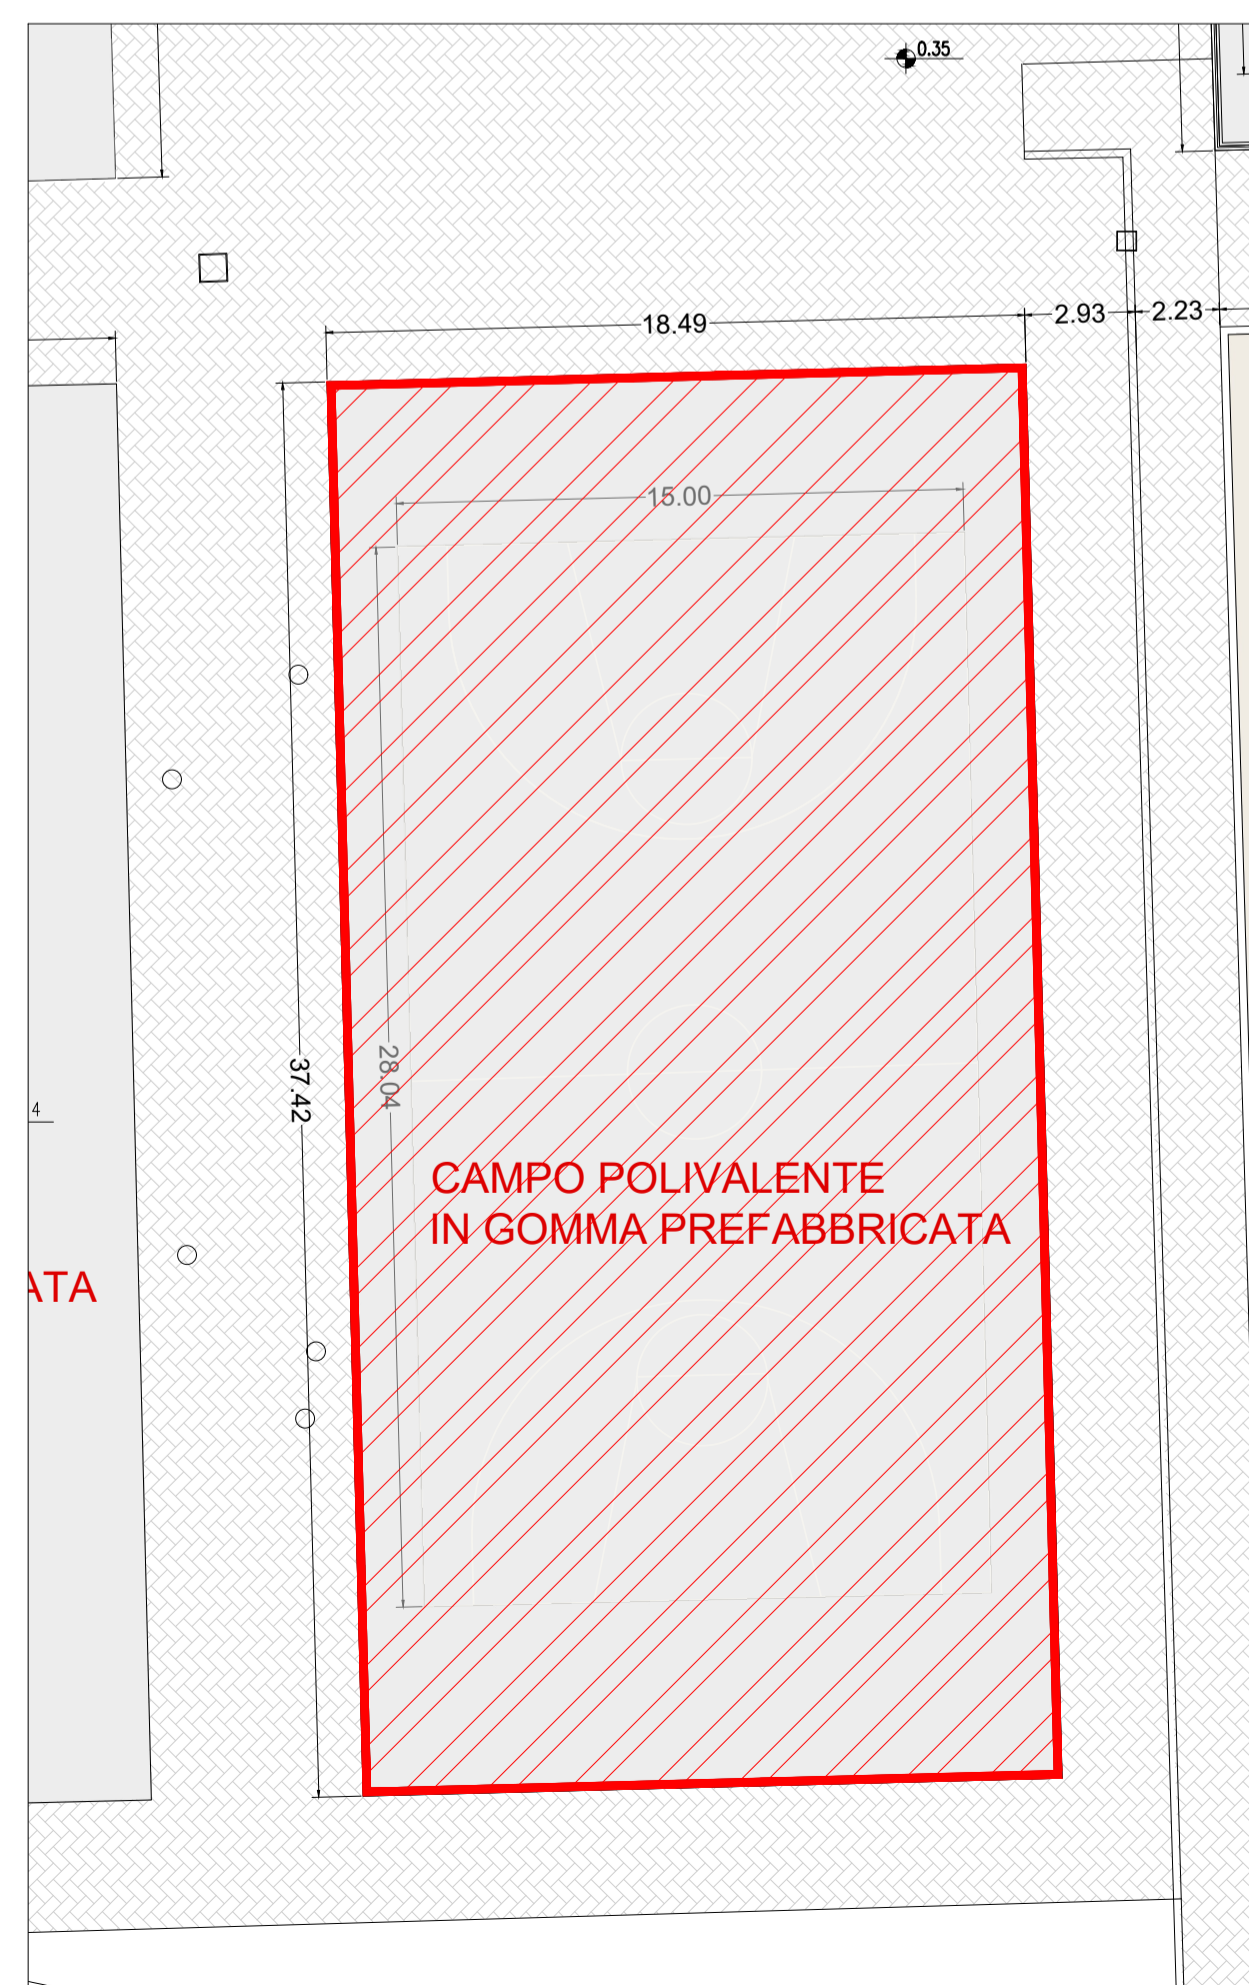 0.35
18.49
2.93
2.23
15.00
28.04
37.42
4
CAMPO POLIVALENTE
IN GOMMA PREFABBRICATA
ATA